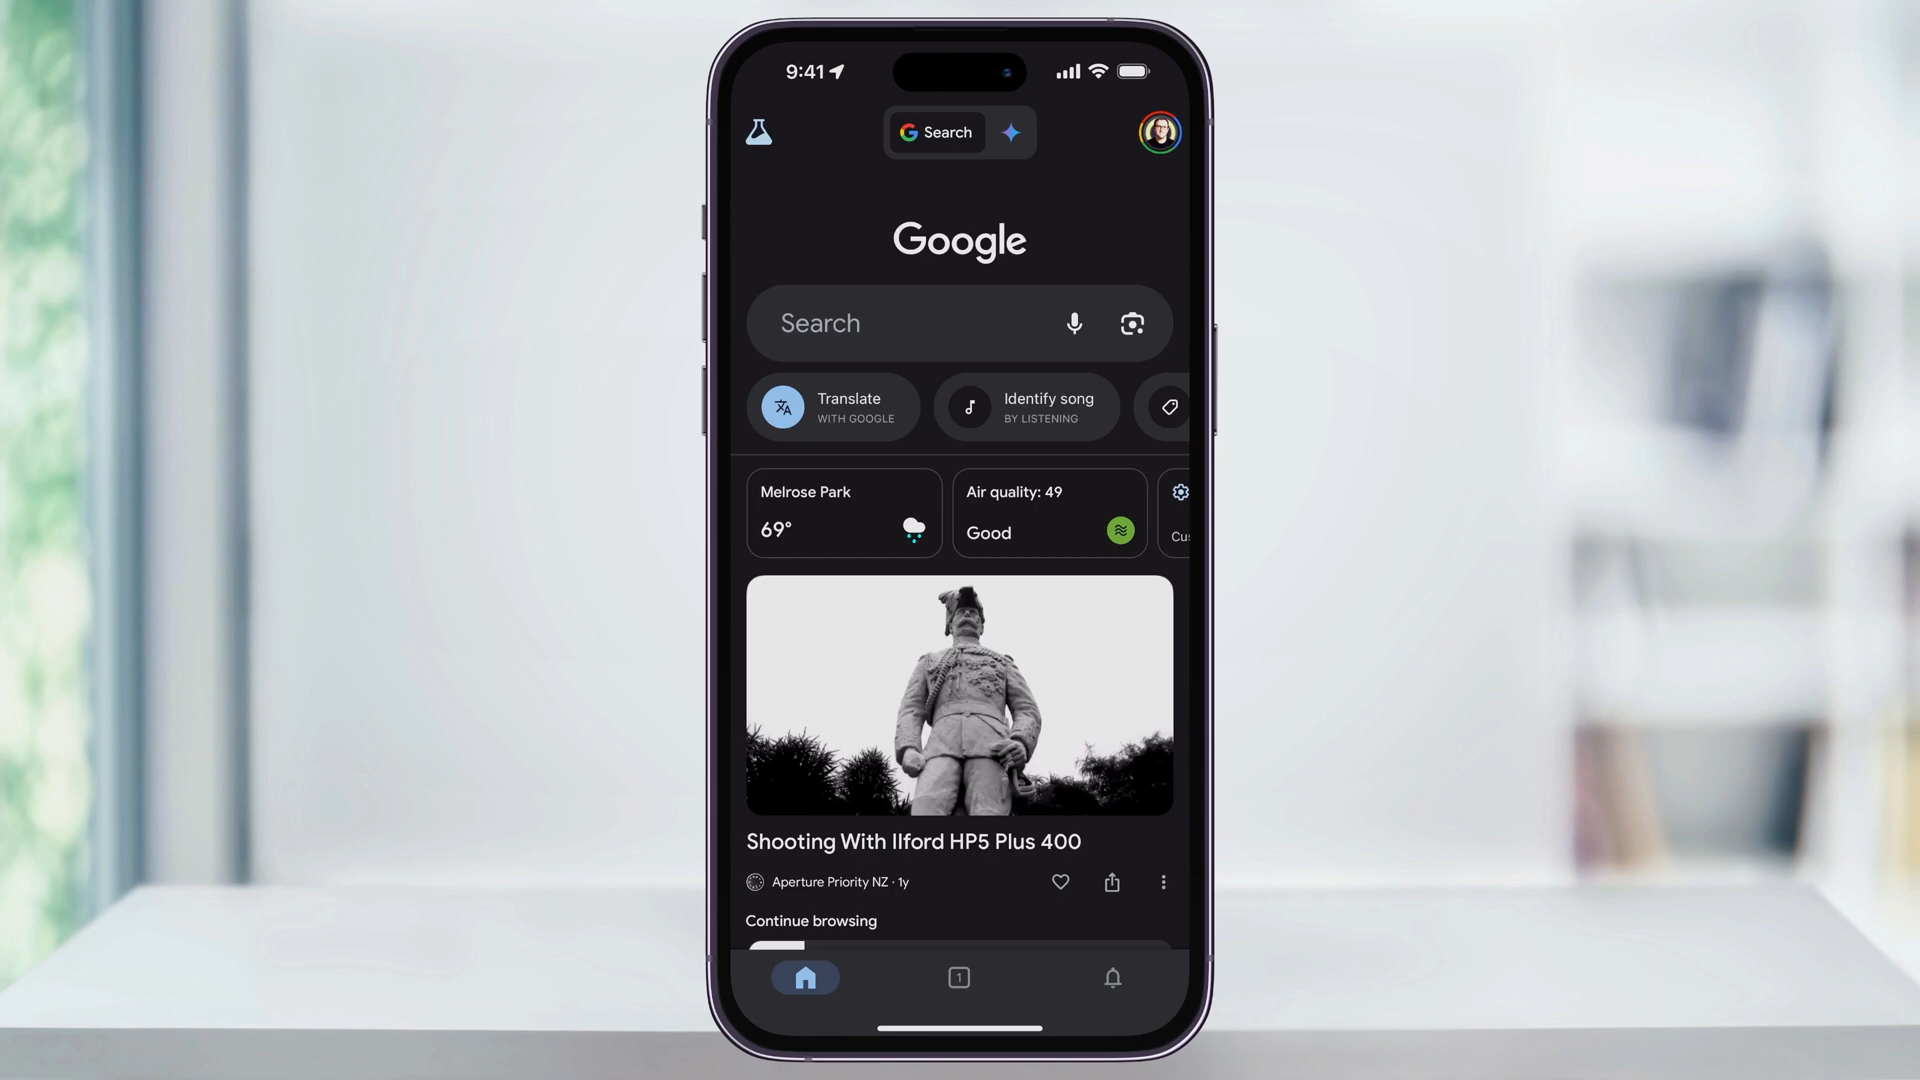 9:41
Search
Google
Search
Translate
WITH GOOGLE
Identify song
BY LISTENING
Melrose Park
69°
Air quality: 49
Good
Cus
Shooting With Ilford HP5 Plus 400
Aperture Priority NZ · 1y
Continue browsing
1